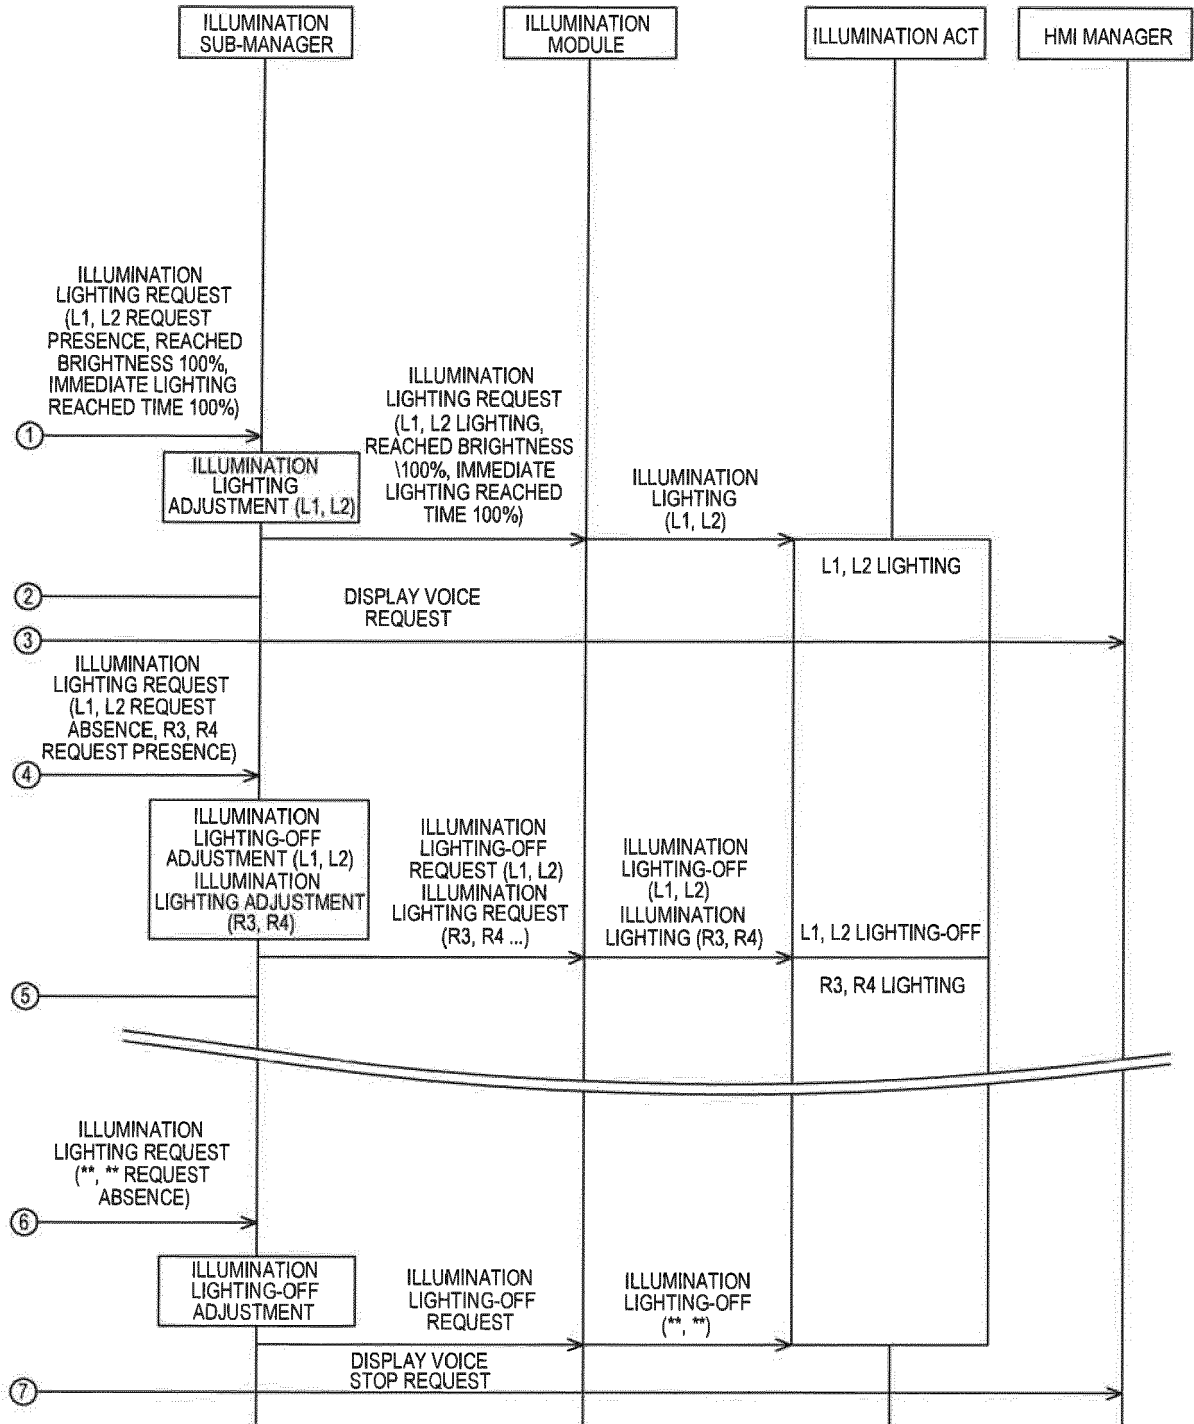 ILLUMINATION
SUB-MANAGER
ILLUMINATION
MODULE
ILLUMINATION ACT
HMI MANAGER
ILLUMINATION
LIGHTING REQUEST
(L1, L2 REQUEST
PRESENCE, REACHED
BRIGHTNESS 100%,
IMMEDIATE LIGHTING
REACHED TIME 100%)
1
ILLUMINATION
LIGHTING
ADJUSTMENT (L1, L2)
ILLUMINATION
LIGHTING REQUEST
(L1, L2 LIGHTING,
REACHED BRIGHTNESS
\100%, IMMEDIATE
LIGHTING REACHED
TIME 100%)
ILLUMINATION
LIGHTING
(L1, L2)
L1, L2 LIGHTING
2
DISPLAY VOICE
REQUEST
3
ILLUMINATION
LIGHTING REQUEST
(L1, L2 REQUEST
ABSENCE, R3, R4
REQUEST PRESENCE)
4
ILLUMINATION
LIGHTING-OFF
ADJUSTMENT (L1, L2)
ILLUMINATION
LIGHTING ADJUSTMENT
(R3, R4)
ILLUMINATION
LIGHTING-OFF
REQUEST (L1, L2)
ILLUMINATION
LIGHTING REQUEST
(R3, R4 ...)
ILLUMINATION
LIGHTING-OFF
(L1, L2)
ILLUMINATION
LIGHTING (R3, R4)
L1, L2 LIGHTING-OFF
R3, R4 LIGHTING
5
ILLUMINATION
LIGHTING REQUEST
(**, ** REQUEST
ABSENCE)
6
ILLUMINATION
LIGHTING-OFF
ADJUSTMENT
ILLUMINATION
LIGHTING-OFF
REQUEST
ILLUMINATION
LIGHTING-OFF
(**, **)
DISPLAY VOICE
STOP REQUEST
7